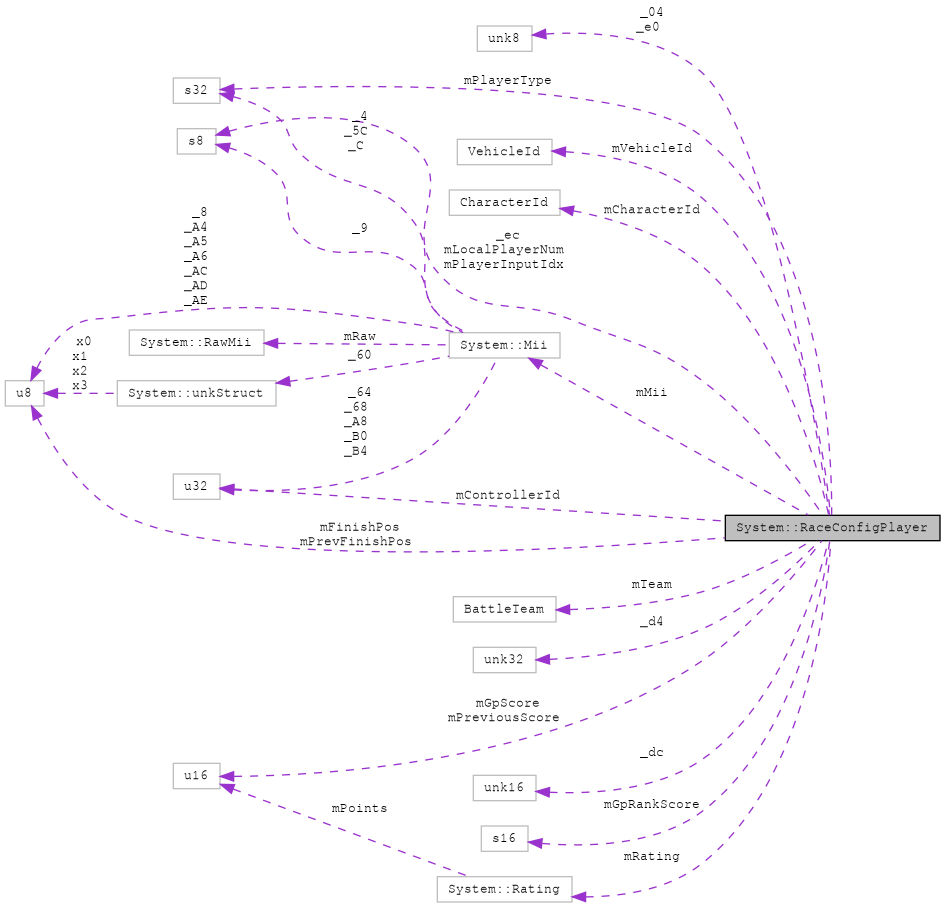 _04
_e0
unk8
mPlayerType
s32
_4
_5C
_C
s8
mVehicleId
VehicleId
CharacterId
mCharacterId
_8
_A4
_A5
_A6
_AC
_AD
_AE
_9
_ec
mLocalPlayerNum
mPlayerInputIdx
System::RawMii
mRaw
System::Mii
x0
x1
x2
x3
_60
u8
System::unkStruct
mMii
_64
_68
_A8
_B0
_B4
u32
mControllerId
mFinishPos
mPrevFinishPos
System::RaceConfigPlayer
mTeam
BattleTeam
_d4
unk32
mGpScore
mPreviousScore
_dc
u16
unk16
mPoints
mGpRankScore
s16
mRating
System::Rating